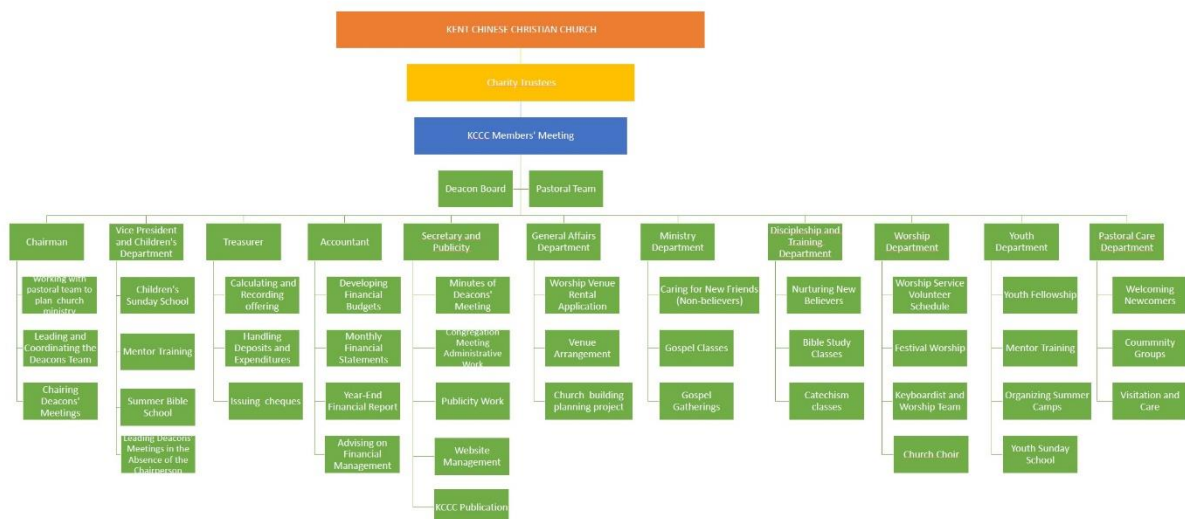 KENT CHINESE CHRISTIAN CHURCH
Charity Trustees
KCCC Members' Meeting
Deacon Board
Pastoral Team
Chairman
Working with
pastoral team to
plan church
ministry
Leading and
Coordinating the
Deacons Team
Chairing
Deacons'
Meetings
Vice President
and Children's
Department
Children's
Sunday School
Mentor Training
Summer Bible
School
Leading Deacons'
Meetings in the
Absence of the
Chairperson
Treasurer
Calculating and
Recording
offering
Handling
Deposits and
Expenditures
Issuing cheques
Accountant
Developing
Financial
Budgets
Monthly
Financial
Statements
Year-End
Financial Report
Advising on
Financial
Management
Secretary and
Publicity
Minutes of
Deacons'
Meeting
Congregation
Meeting
Administrative
Work
Publicity Work
Website
Management
KCCC Publication
General Affairs
Department
Worship Venue
Rental
Application
Venue
Arrangement
Church building
planning project
Ministry
Department
Caring for New
Friends
(Non-believers)
Gospel Classes
Gospel
Gatherings
Discipleship and
Training
Department
Nurturing New
Believers
Bible Study
Classes
Catechism
classes
Worship
Department
Worship Service
Volunteer
Schedule
Festival Worship
Keyboardist and
Worship Team
Church Choir
Youth
Department
Youth Fellowship
Mentor Training
Organizing Summer
Camps
Youth Sunday
School
Pastoral Care
Department
Welcoming
Newcomers
Coummnity
Groups
Visitation and
Care